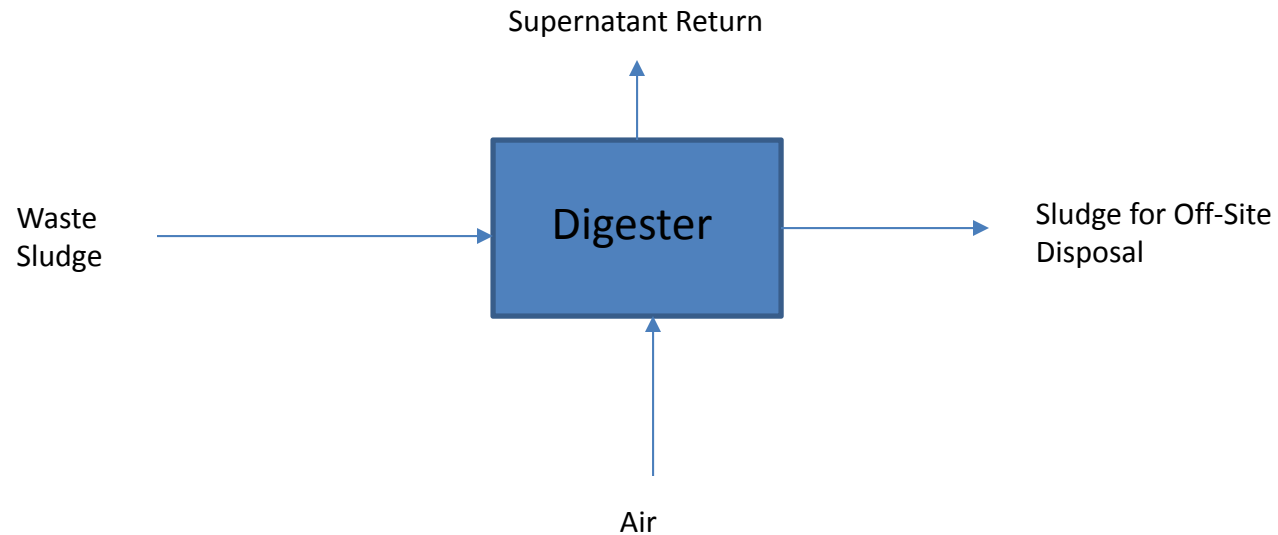 Supernatant Return
Waste
Sludge
Digester
Sludge for Off-Site
Disposal
Air